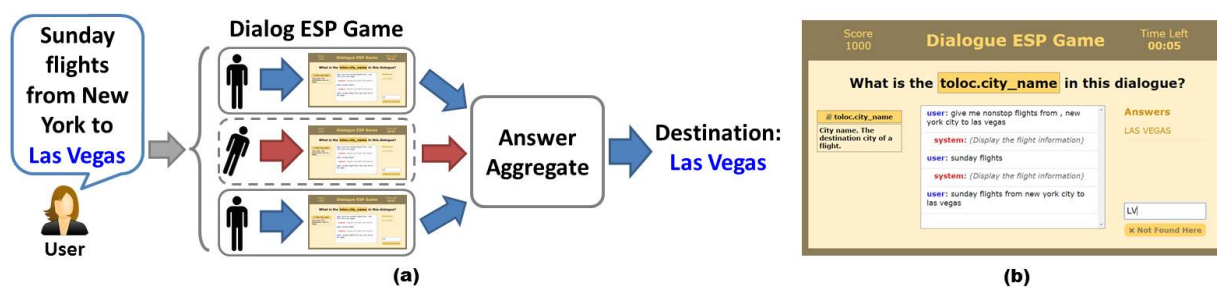 Sunday
flights
from New
York to
Las Vegas
User
Dialog ESP Game
Answer
Aggregate
Destination:
Las Vegas
(a)
Score
1000
Dialogue ESP Game
Time Left
00:05
What is the toloc.city_name in this dialogue?
# toloc.city_name
City name. The
destination city of a
flight.
user: give me nonstop flights from , new
york city to las vegas
system: (Display the flight information)
user: sunday flights
system: (Display the flight information)
user: sunday flights from new york city to
las vegas
Answers
LAS VEGAS
LV
✖ Not Found Here
(b)